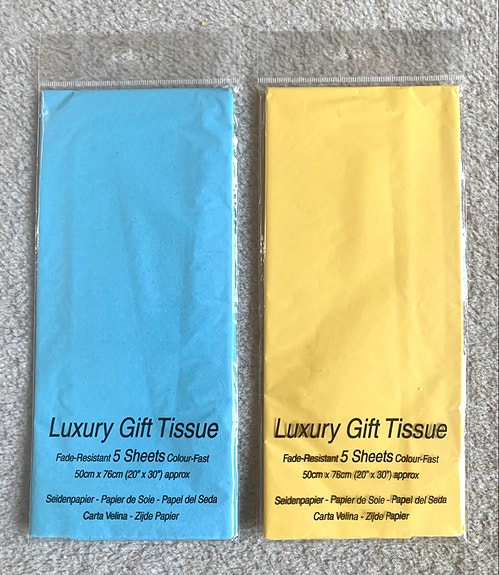 Luxury Gift Tissue
Fade-Resistant 5 Sheets Colour-Fast
50cm x 76cm (20" x 30") approx
Seidenpapier - Papier de Soie - Papel del Seda
Carta Velina - Zijde Papier
Luxury Gift Tissue
Fade-Resistant 5 Sheets Colour-Fast
50cm x 76cm (20" x 30") approx
Seidenpapier - Papier de Soie - Papel del Seda
Carta Velina - Zijde Papier